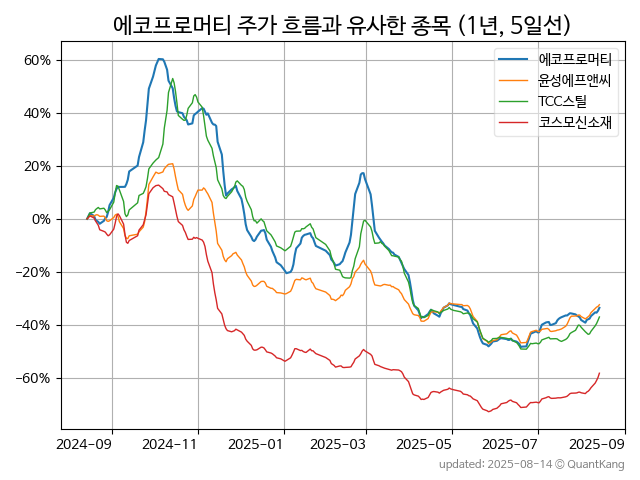 에코프로머티 주가 흐름과 유사한 종목 (1년, 5일선)
에코프로머티
윤성에프앤씨
TCC스틸
코스모신소재
60%
40%
20%
0%
−20%
−40%
−60%
2024-09 2024-11 2025-01 2025-03 2025-05 2025-07 2025-09
updated: 2025-08-14 © QuantKang